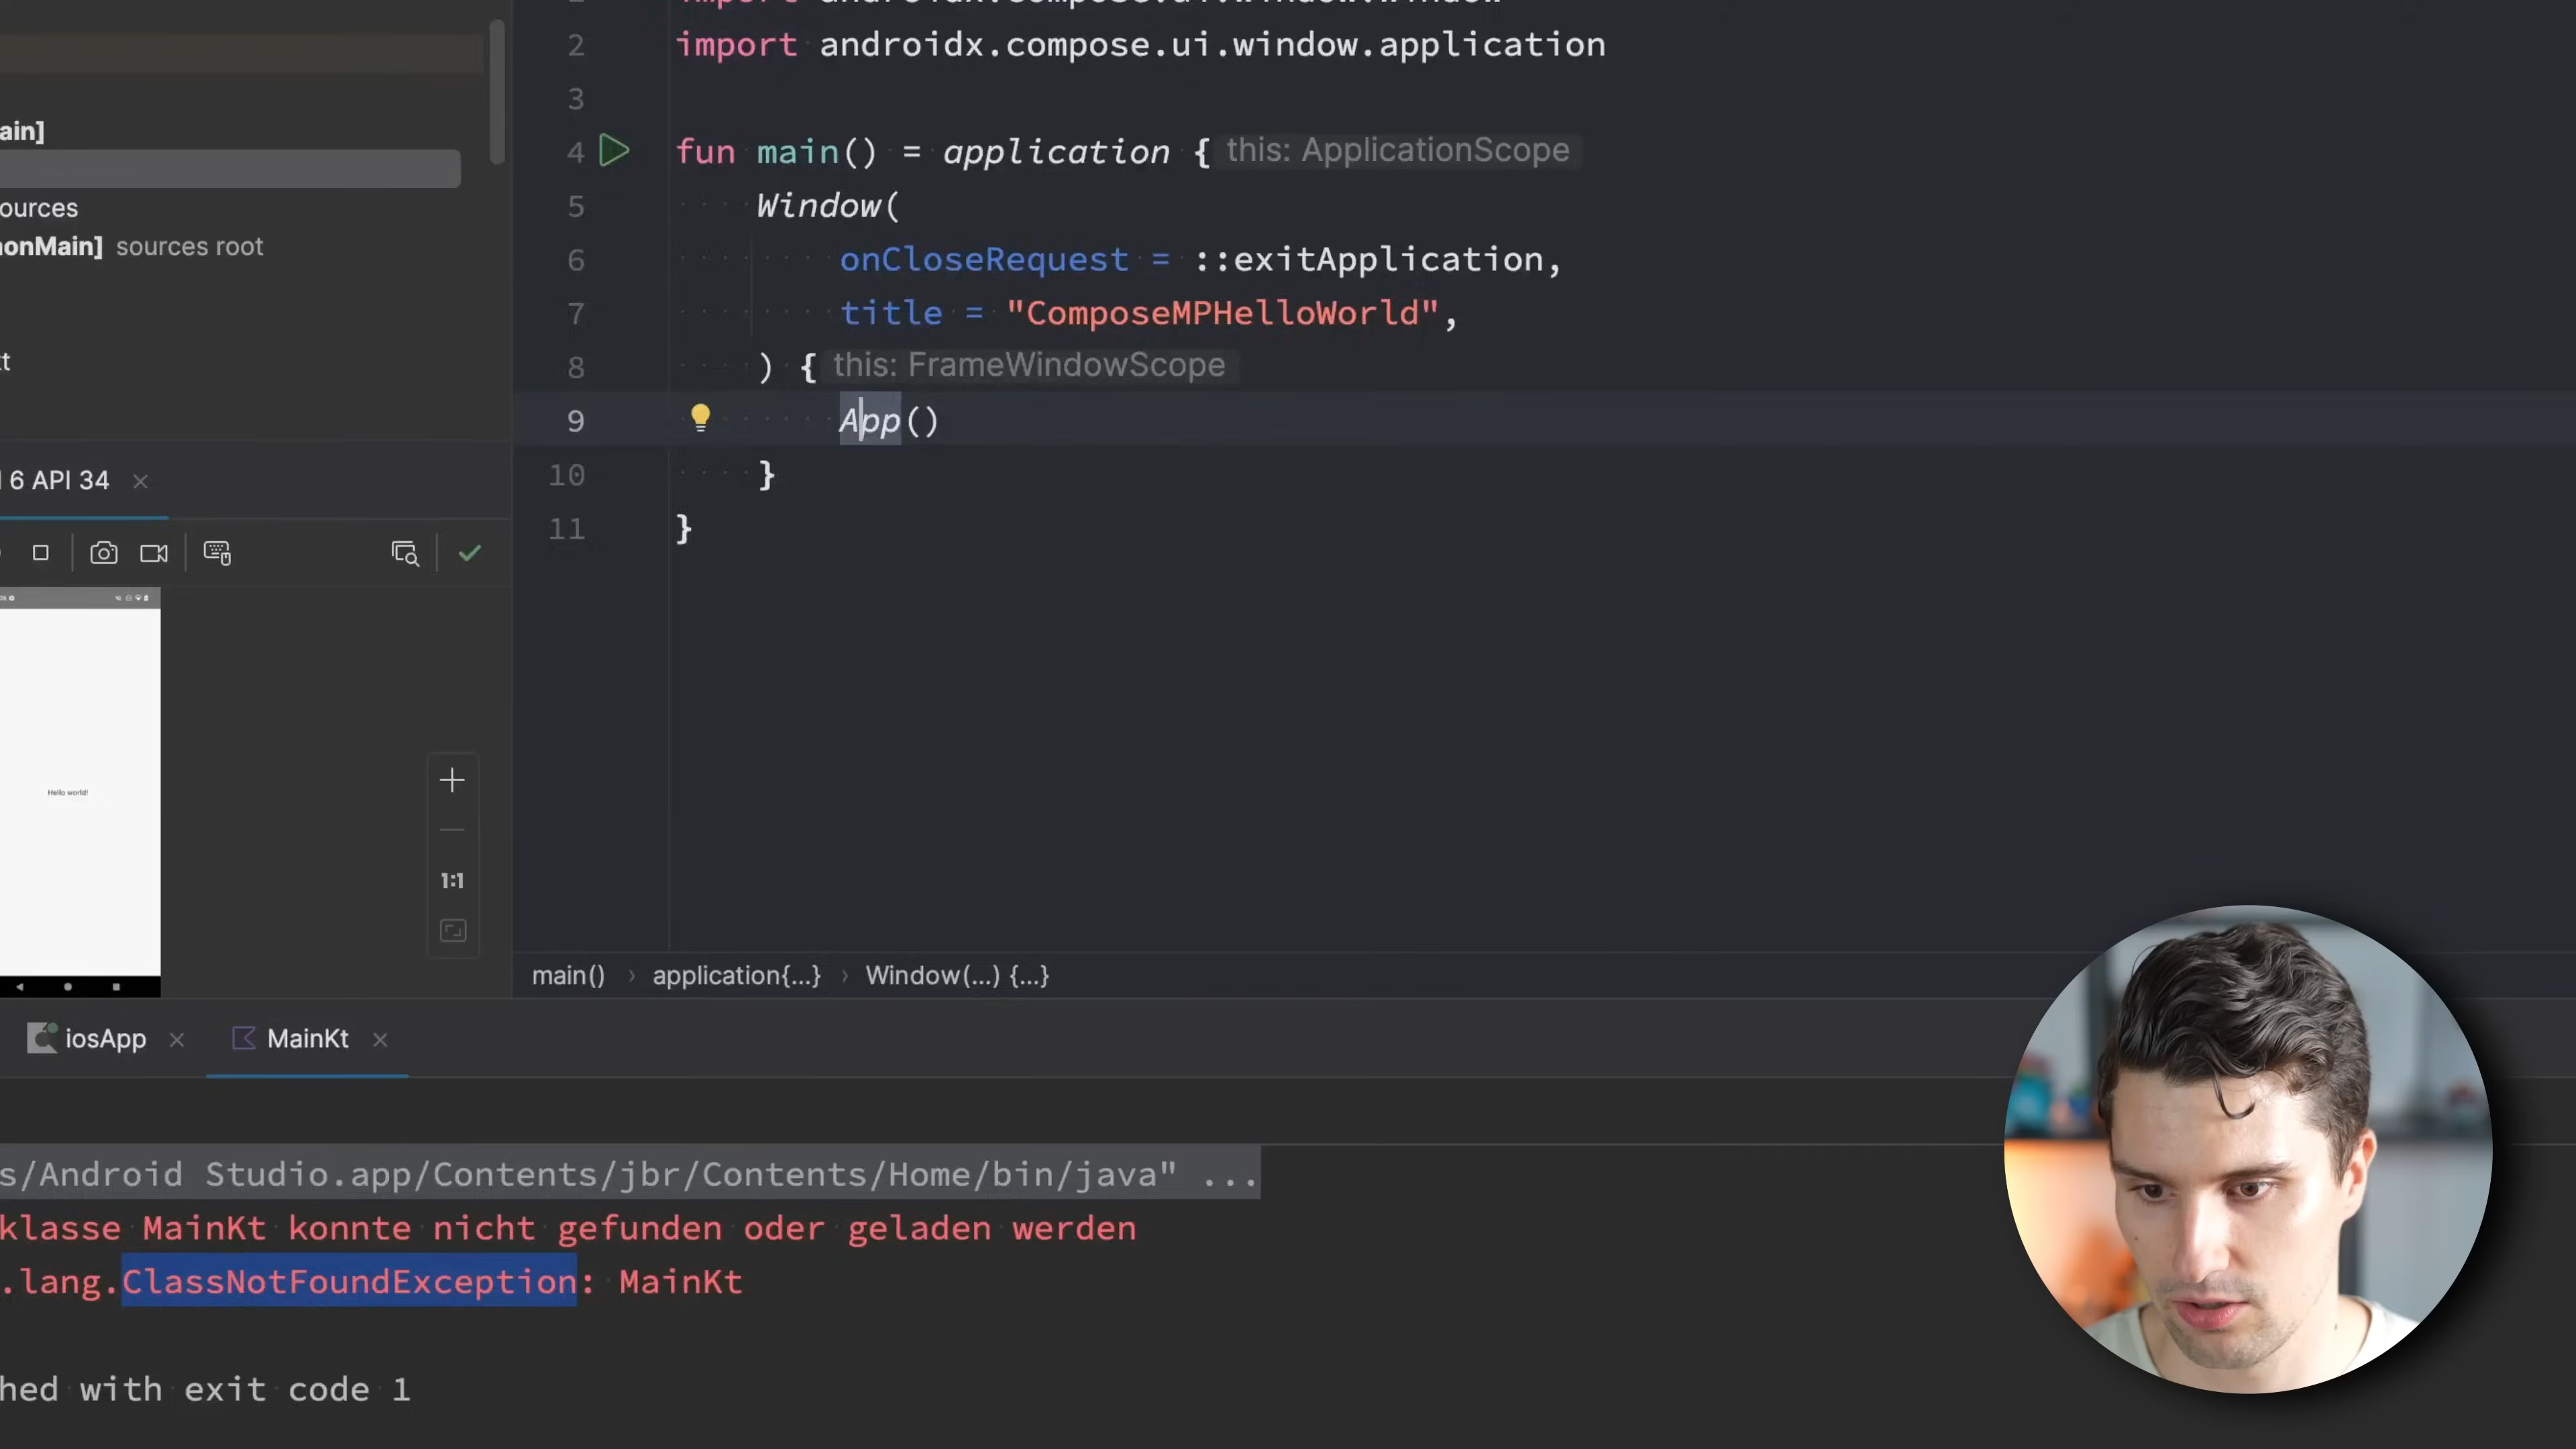 2 import androidx.compose.ui.window.application
3
ain]
4 fun main() = application { this: ApplicationScope
5 Window(
ources
onMain] sources root
6 onCloseRequest = ::exitApplication,
7 title = "ComposeMPHelloWorld",
8 ) { this: FrameWindowScope
9 App()
10 }
11 }
6 API 34
Hello world!
1:1
main() › application{...} › Window(...) {...}
iosApp
MainKt
s/Android Studio.app/Contents/jbr/Contents/Home/bin/java" ...
klasse MainKt konnte nicht gefunden oder geladen werden
.lang.ClassNotFoundException: MainKt
hed with exit code 1